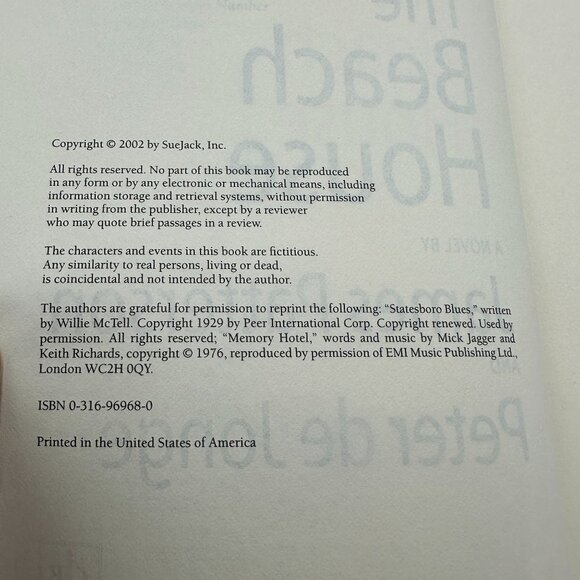 Copyright © 2002 by SueJack, Inc.
All rights reserved. No part of this book may be reproduced
in any form or by any electronic or mechanical means, including
information storage and retrieval systems, without permission
in writing from the publisher, except by a reviewer
who may quote brief passages in a review.
The characters and events in this book are fictitious.
Any similarity to real persons, living or dead,
is coincidental and not intended by the author.
The authors are grateful for permission to reprint the following: “Statesboro Blues,” written
by Willie McTell. Copyright 1929 by Peer International Corp. Copyright renewed. Used by
permission. All rights reserved; “Memory Hotel,” words and music by Mick Jagger and
Keith Richards, copyright © 1976, reproduced by permission of EMI Music Publishing Ltd.,
London WC2H 0QY.
ISBN 0-316-96968-0
Printed in the United States of America
The
Beach
House
A NOVEL BY
James Patterson
AND
Peter de Jonge